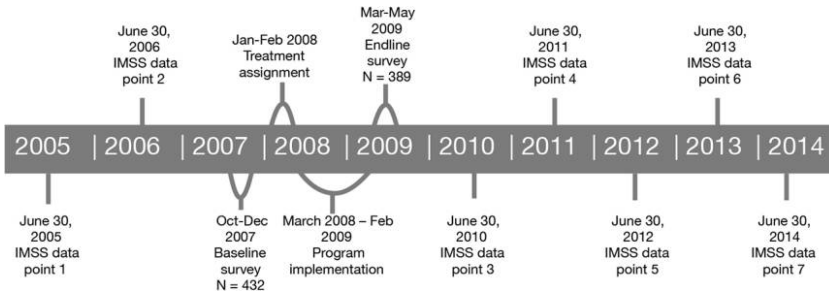 June 30,
2006
IMSS data
point 2
Jan-Feb 2008
Treatment
assignment
Mar-May
2009
Endline
survey
N = 389
June 30,
2011
IMSS data
point 4
June 30,
2013
IMSS data
point 6
2005 | 2006 | 2007 | 2008 | 2009 | 2010 | 2011 | 2012 | 2013 | 2014
June 30,
2005
IMSS data
point 1
Oct-Dec
2007
Baseline
survey
N = 432
March 2008 – Feb
2009
Program
implementation
June 30,
2010
IMSS data
point 3
June 30,
2012
IMSS data
point 5
June 30,
2014
IMSS data
point 7